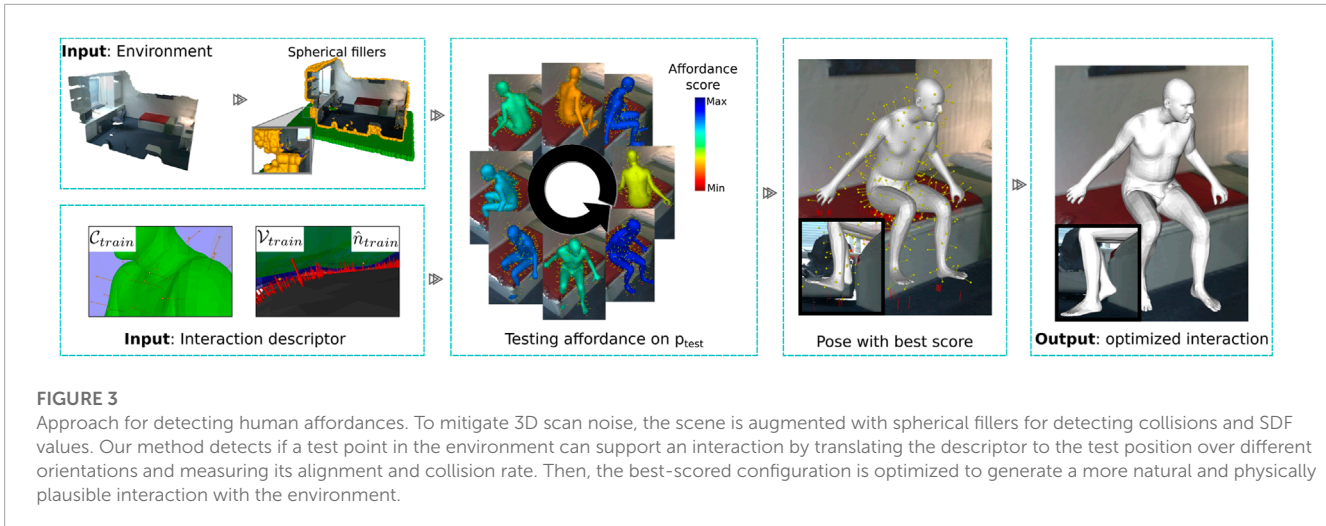 Input: Environment
Spherical fillers
𝒞train
𝒱train
n̂train
Input: Interaction descriptor
Affordance
score
Max
Min
Testing affordance on ptest
Pose with best score
Output: optimized interaction
FIGURE 3
Approach for detecting human affordances. To mitigate 3D scan noise, the scene is augmented with spherical fillers for detecting collisions and SDF
values. Our method detects if a test point in the environment can support an interaction by translating the descriptor to the test position over different
orientations and measuring its alignment and collision rate. Then, the best-scored configuration is optimized to generate a more natural and physically
plausible interaction with the environment.